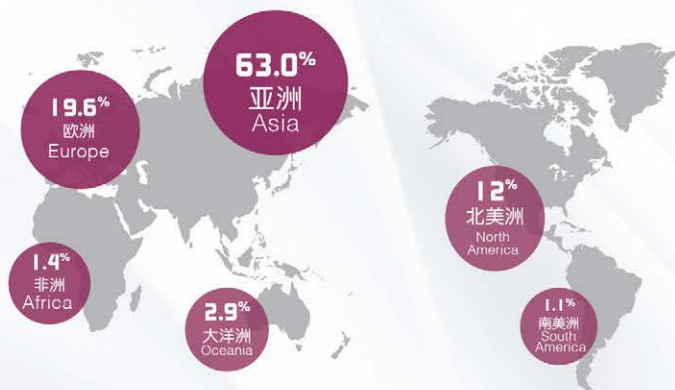 63.0%
亚洲
Asia
19.6%
欧洲
Europe
12%
北美洲
North
America
1.4%
非洲
Africa
2.9%
大洋洲
Oceania
1.1%
南美洲
South
America